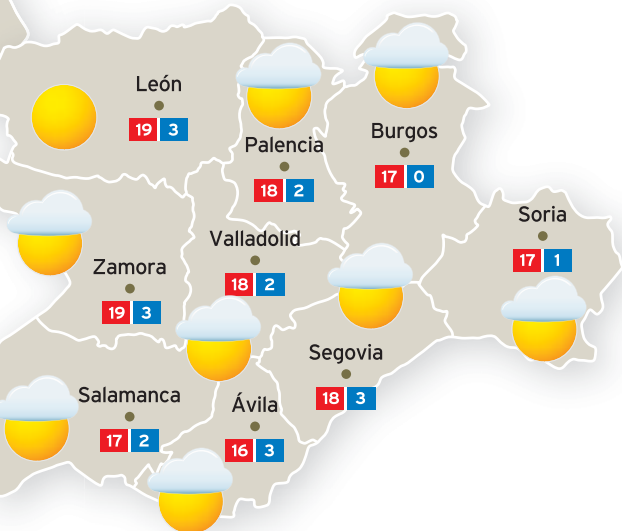 León
19 3
Palencia
18 2
Burgos
17 0
Soria
17 1
Valladolid
18 2
Zamora
19 3
Segovia
18 3
Salamanca
17 2
Ávila
16 3